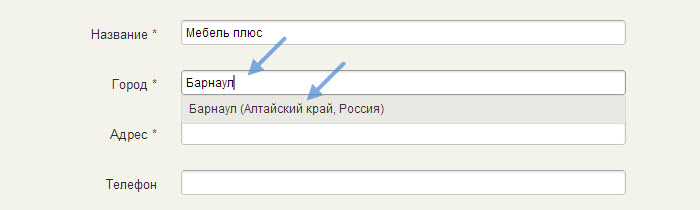 Название * Мебель плюс
Город * Барнаул
Барнаул (Алтайский край, Россия)
Адрес *
Телефон